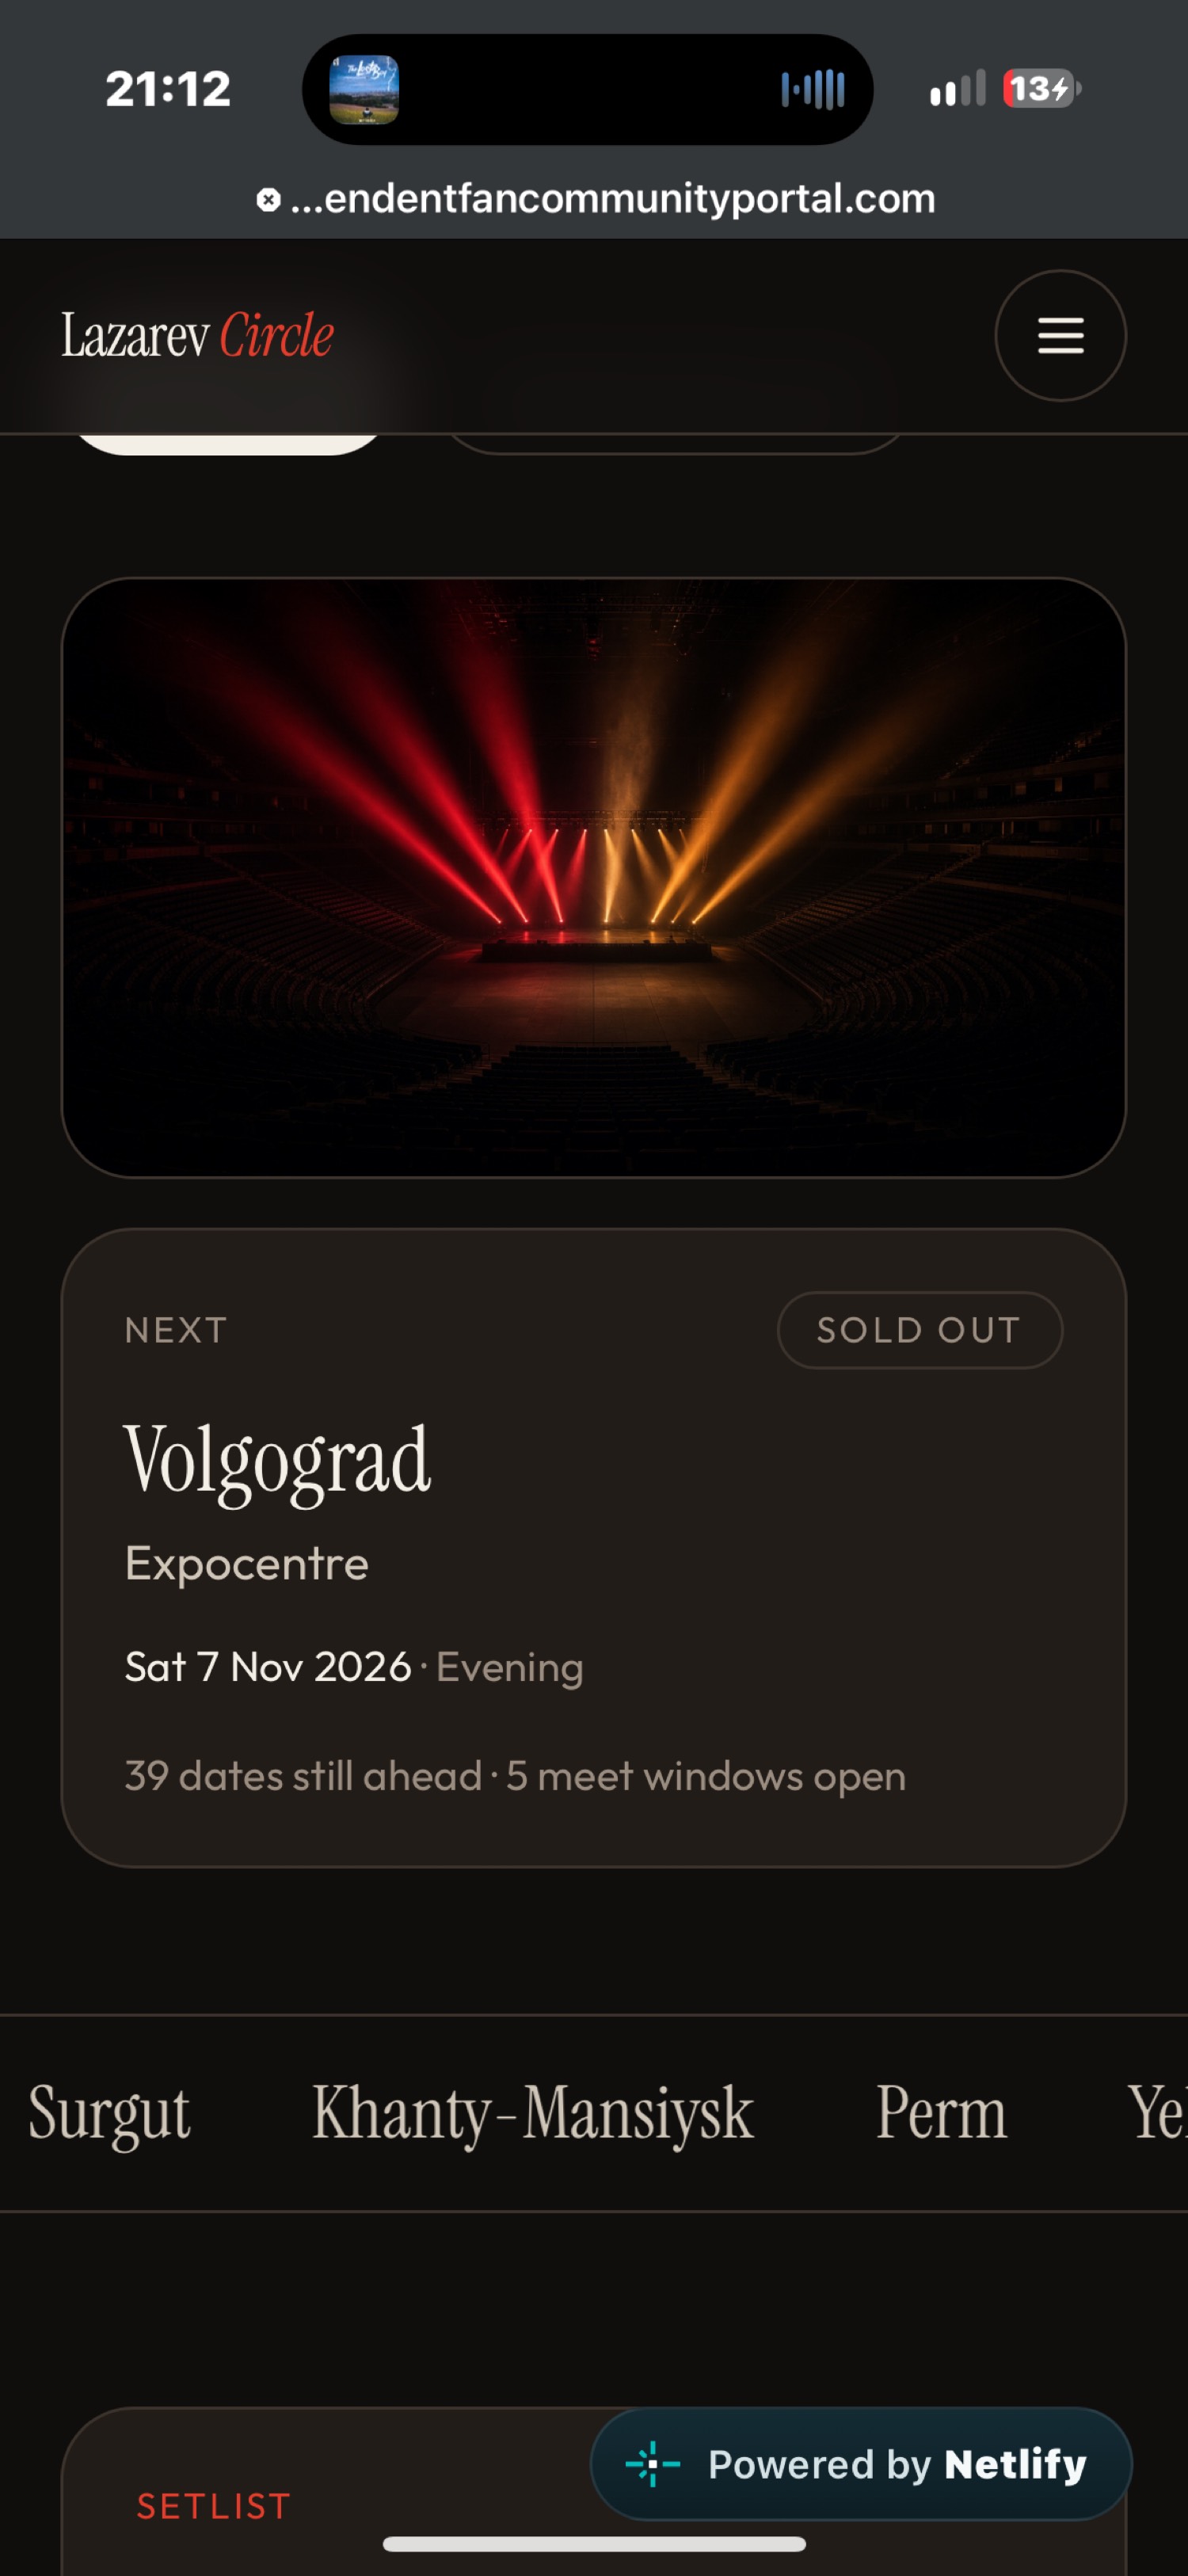 21:12
13
...endentfancommunityportal.com
Lazarev Circle
NEXT
SOLD OUT
Volgograd
Expocentre
Sat 7 Nov 2026 · Evening
39 dates still ahead · 5 meet windows open
Surgut Khanty-Mansiysk Perm
Powered by Netlify
SETLIST